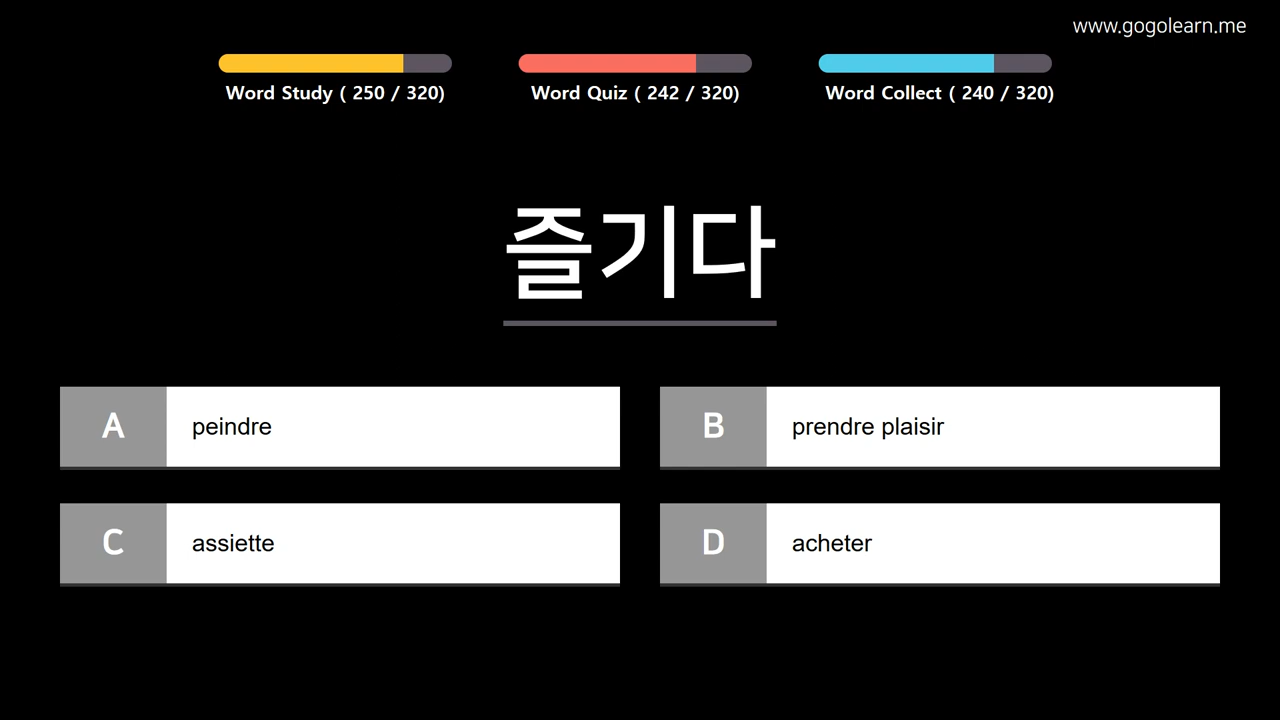 www.gogolearn.me
Word Study ( 250 / 320)
Word Quiz ( 242 / 320)
Word Collect ( 240 / 320)
즐기다
A peindre
B prendre plaisir
C assiette
D acheter